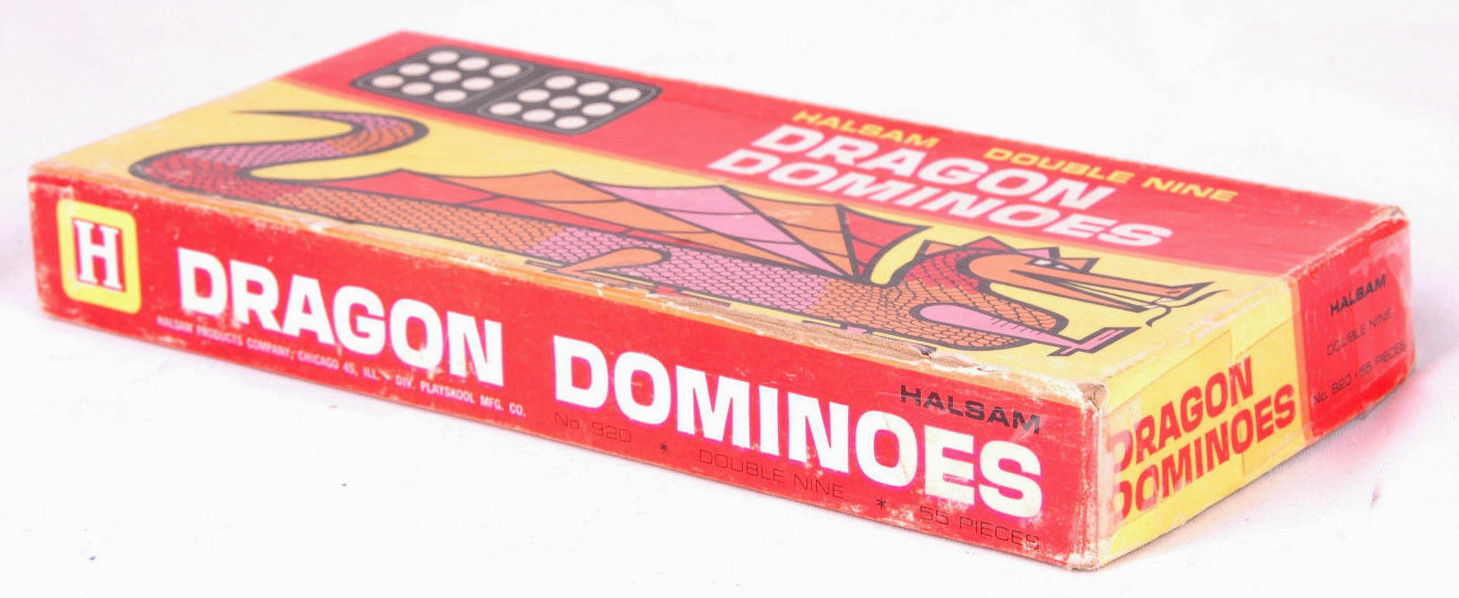 HALSAM DOUBLE NINE
DRAGON
DOMINOES
H
DRAGON DOMINOES
HALSAM PRODUCTS COMPANY, CHICAGO 45, ILL. - DIV. PLAYSKOOL MFG. CO.
HALSAM
No. 920 * DOUBLE NINE * 55 PIECES
DRAGON
DOMINOES
HALSAM
DOUBLE NINE
No. 920 · 55 PIECES